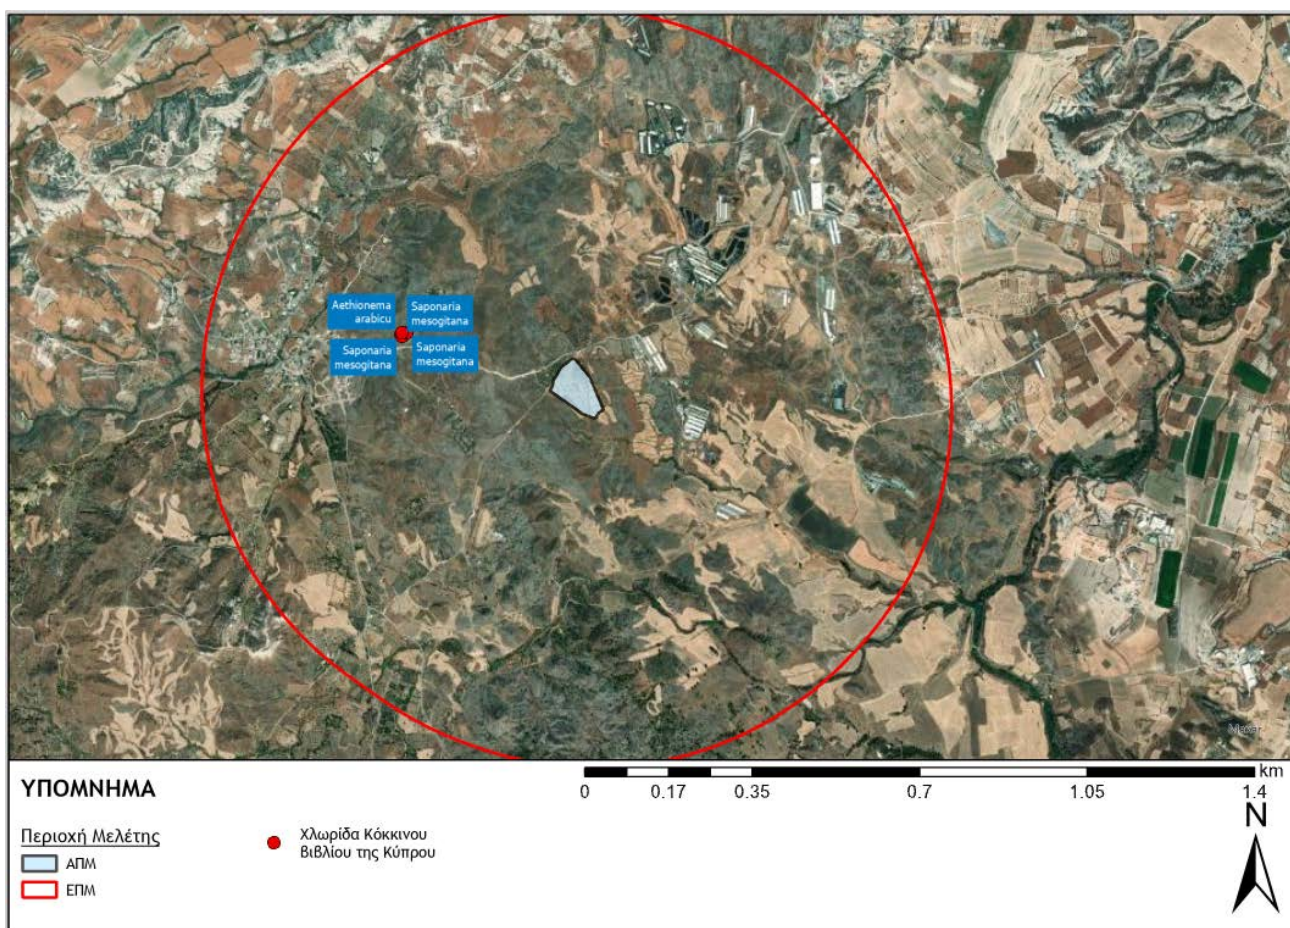 Aethionema
arabicu
Saponaria
mesogitana
Saponaria
mesogitana
Saponaria
mesogitana
ΥΠΟΜΝΗΜΑ
Περιοχή Μελέτης
ΑΠΜ
ΕΠΜ
Χλωρίδα Κόκκινου
Βιβλίου της Κύπρου
0 0.17 0.35 0.7 1.05 1.4 km
N